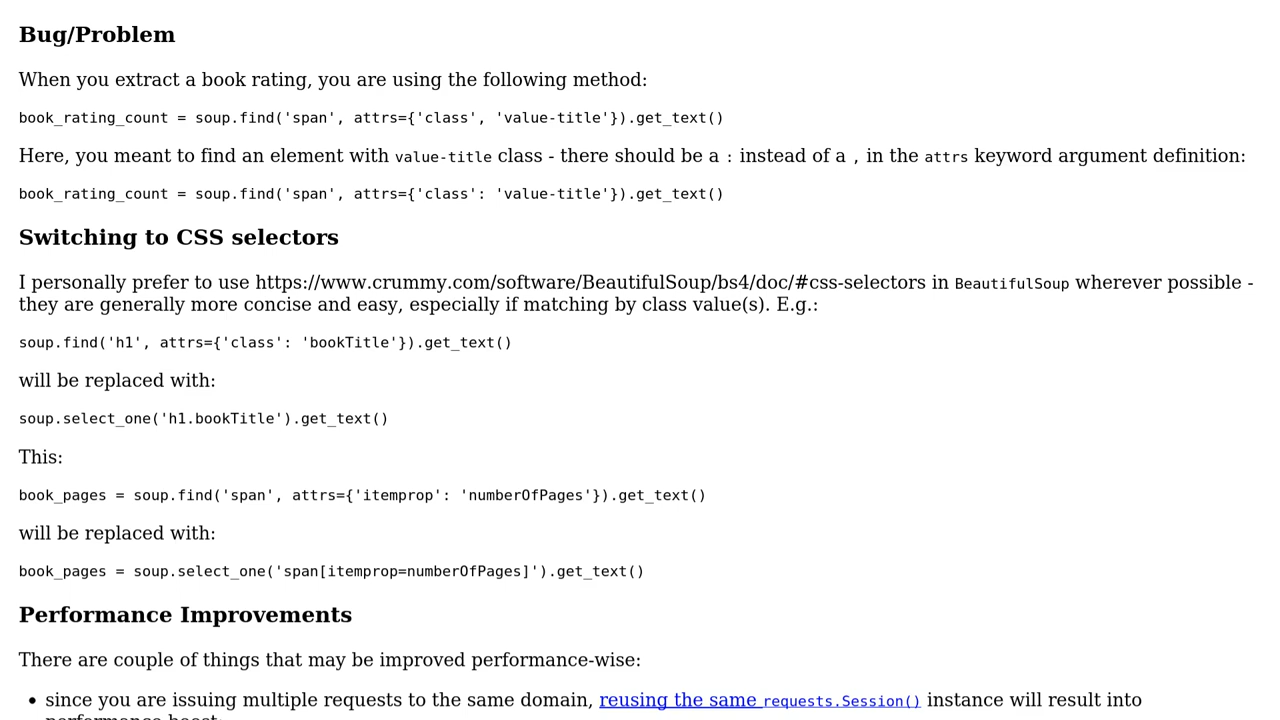 Bug/Problem
When you extract a book rating, you are using the following method:
book_rating_count = soup.find('span', attrs={'class', 'value-title'}).get_text()
Here, you meant to find an element with value-title class - there should be a : instead of a , in the attrs keyword argument definition:
book_rating_count = soup.find('span', attrs={'class': 'value-title'}).get_text()
Switching to CSS selectors
I personally prefer to use https://www.crummy.com/software/BeautifulSoup/bs4/doc/#css-selectors in BeautifulSoup wherever possible -
they are generally more concise and easy, especially if matching by class value(s). E.g.:
soup.find('h1', attrs={'class': 'bookTitle'}).get_text()
will be replaced with:
soup.select_one('h1.bookTitle').get_text()
This:
book_pages = soup.find('span', attrs={'itemprop': 'numberOfPages'}).get_text()
will be replaced with:
book_pages = soup.select_one('span[itemprop=numberOfPages]').get_text()
Performance Improvements
There are couple of things that may be improved performance-wise:
• since you are issuing multiple requests to the same domain, reusing the same requests.Session() instance will result into
performance boost: